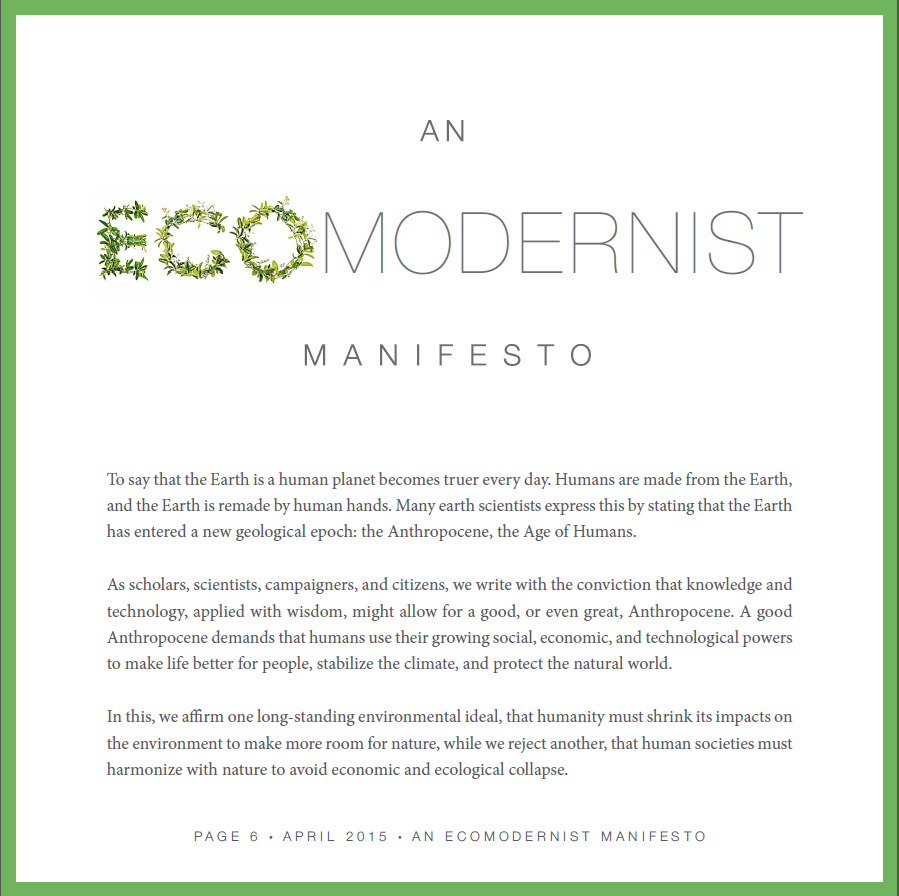 AN
ECOMODERNIST
MANIFESTO
To say that the Earth is a human planet becomes truer every day. Humans are made from the Earth,
and the Earth is remade by human hands. Many earth scientists express this by stating that the Earth
has entered a new geological epoch: the Anthropocene, the Age of Humans.
As scholars, scientists, campaigners, and citizens, we write with the conviction that knowledge and
technology, applied with wisdom, might allow for a good, or even great, Anthropocene. A good
Anthropocene demands that humans use their growing social, economic, and technological powers
to make life better for people, stabilize the climate, and protect the natural world.
In this, we affirm one long-standing environmental ideal, that humanity must shrink its impacts on
the environment to make more room for nature, while we reject another, that human societies must
harmonize with nature to avoid economic and ecological collapse.
PAGE 6 • APRIL 2015 • AN ECOMODERNIST MANIFESTO